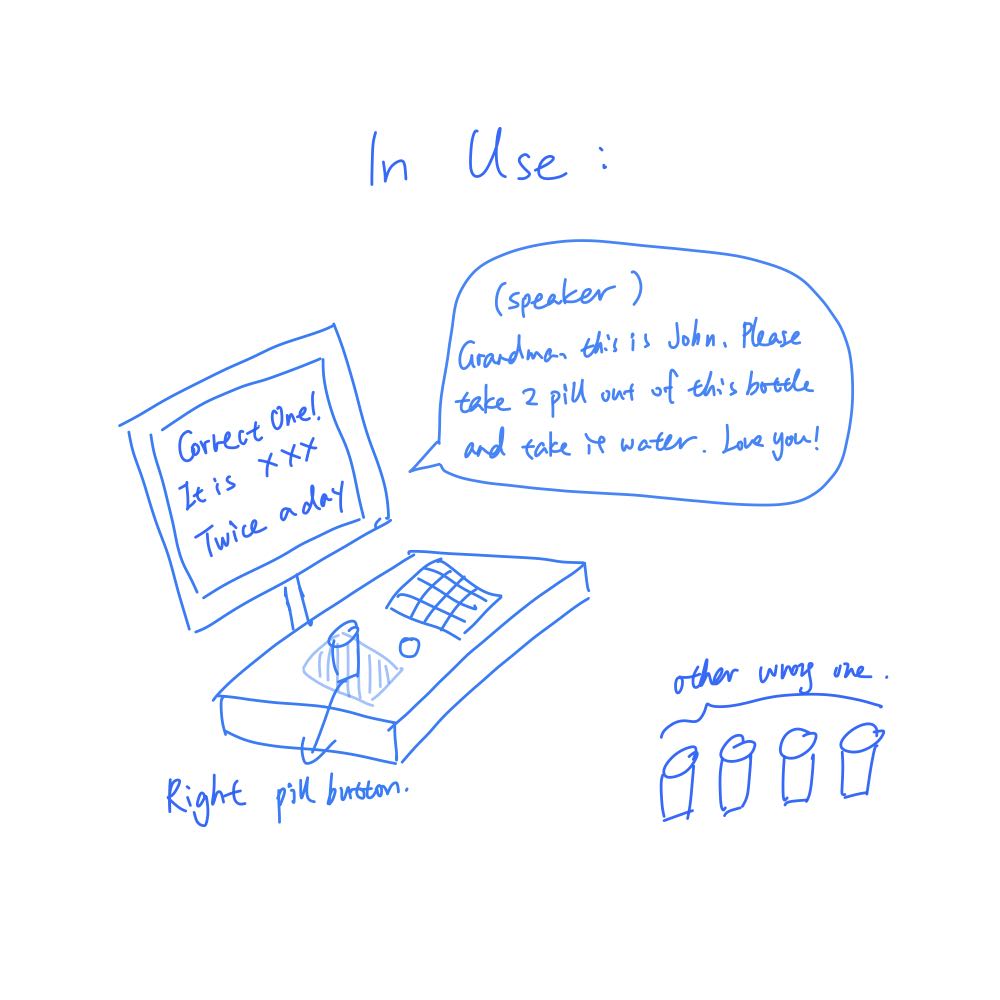 In Use :
(speaker)
Grandma, this is John. Please
take 2 pill out of this bottle
and take it water. Love you!
Correct One!
It is XXX
Twice a day
other wrong one.
Right pill button.